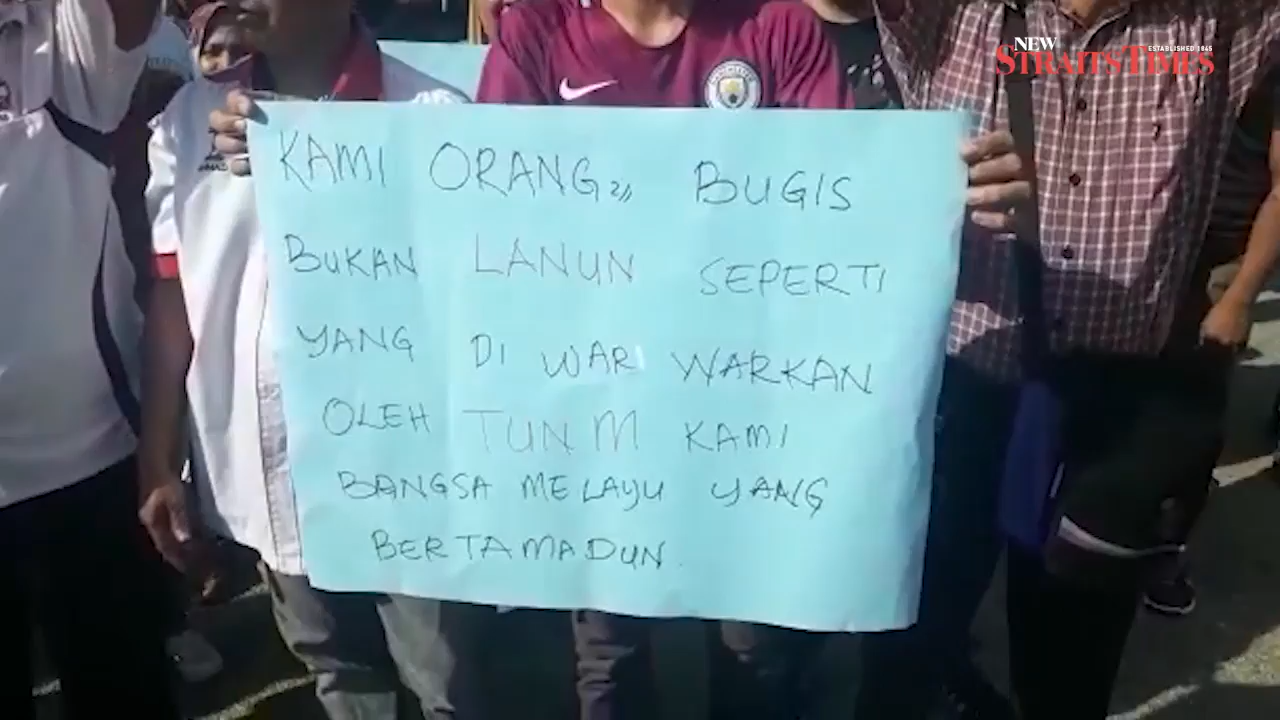 NEW
STRAITS TIMES
ESTABLISHED 1845
KAMI ORANG2,, BUGIS
BUKAN LANUN SEPERTI
YANG DI WAR WARKAN
OLEH TUN M KAMI
BANGSA MELAYU YANG
BERTAMADUN.